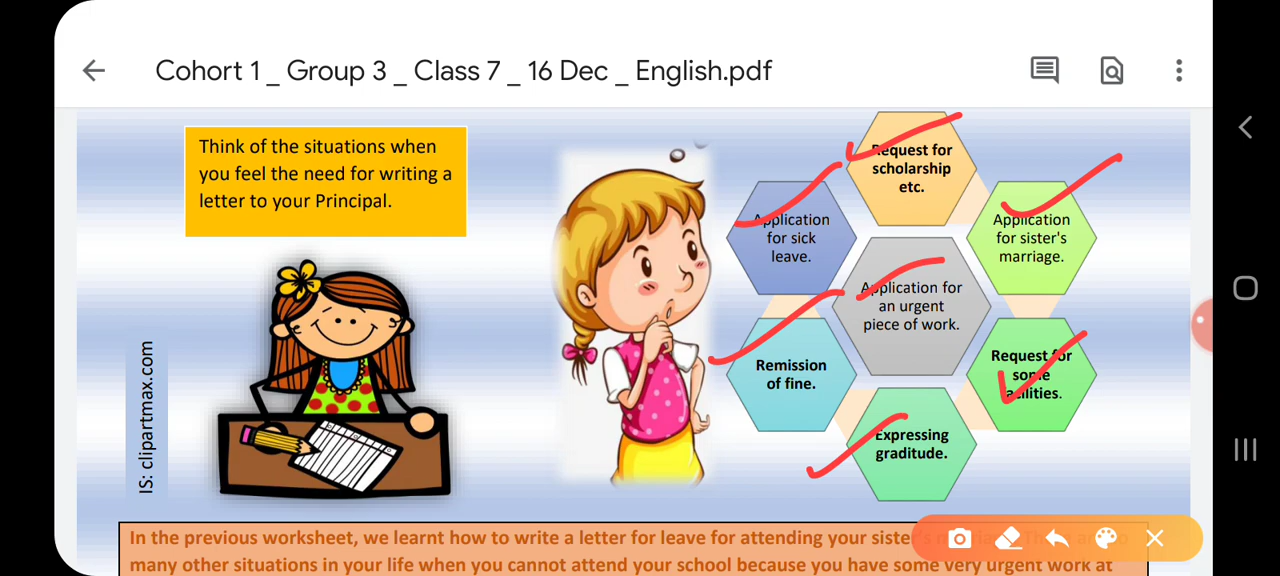 Cohort 1 _ Group 3 _ Class 7 _ 16 Dec _ English.pdf
Think of the situations when
you feel the need for writing a
letter to your Principal.
Request for
scholarship
etc.
Application
for sick
leave.
Application
for sister's
marriage.
Application for
an urgent
piece of work.
Remission
of fine.
Request for
some
facilities.
Expressing
graditude.
IS: clipartmax.com
In the previous worksheet, we learnt how to write a letter for leave for attending your sister's
many other situations in your life when you cannot attend your school because you have some very urgent work at